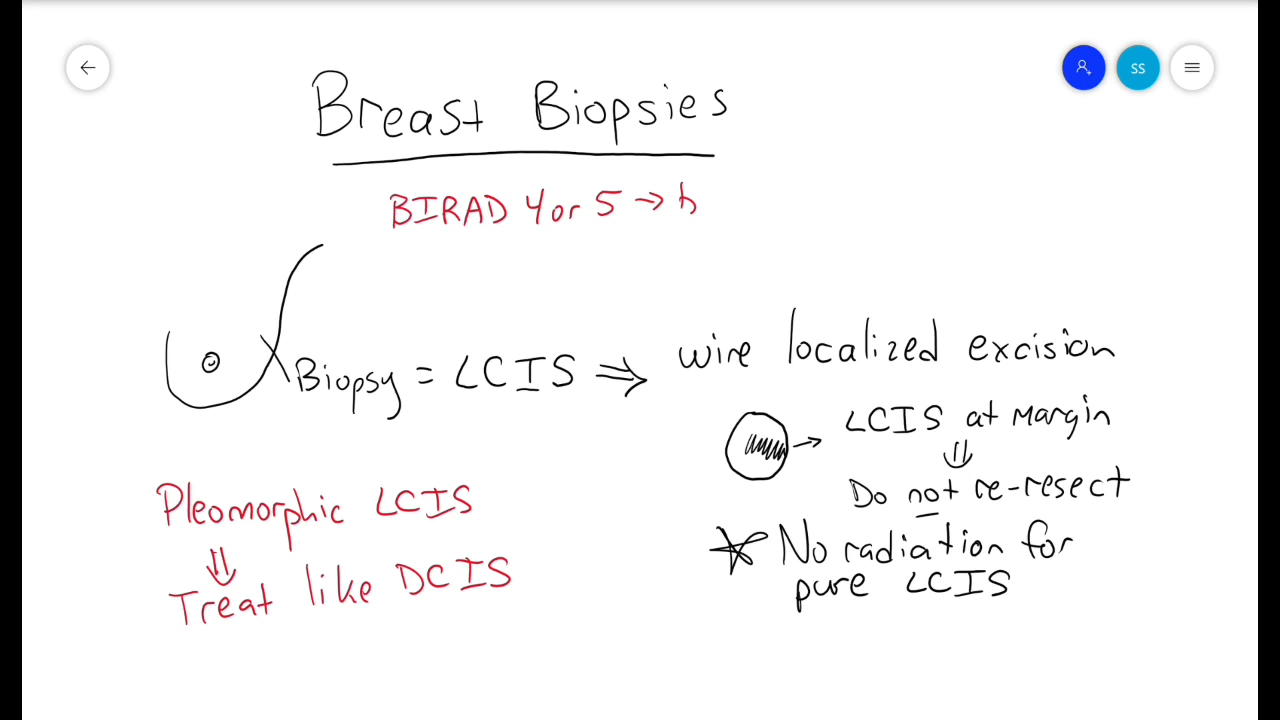 SS
Breast Biopsies
BIRAD 4 or 5 → b
Biopsy = LCIS ⇒ wire localized excision
→ LCIS at Margin
⇓
Do not re-resect
No radiation for
pure LCIS
Pleomorphic LCIS
⇓
Treat like DCIS